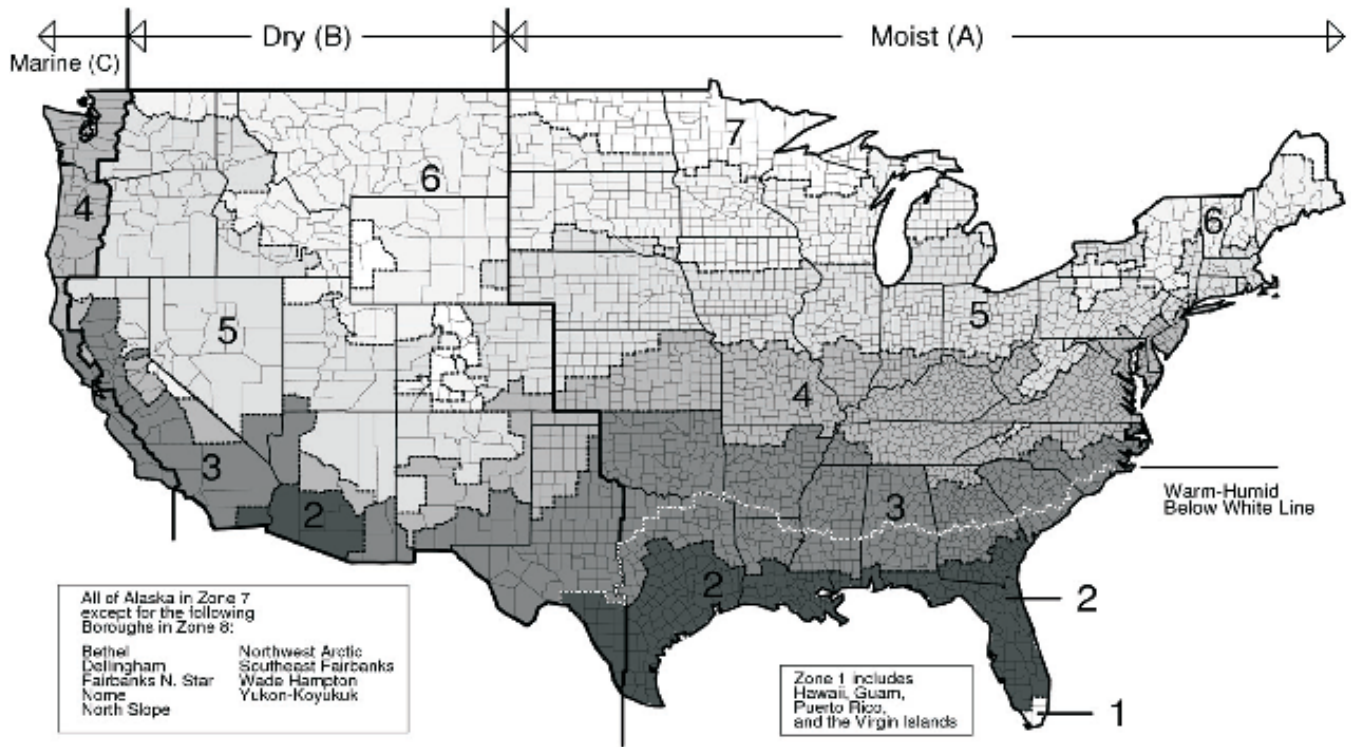 Marine (C)
Dry (B)
Moist (A)
7
6
4
6
5
5
4
3
3
2
2
Warm-Humid
Below White Line
2
1
All of Alaska in Zone 7
except for the following
Boroughs in Zone 8:
Bethel
Dellingham
Fairbanks N. Star
Nome
North Slope
Northwest Arctic
Southeast Fairbanks
Wade Hampton
Yukon-Koyukuk
Zone 1 includes
Hawaii, Guam,
Puerto Rico,
and the Virgin Islands